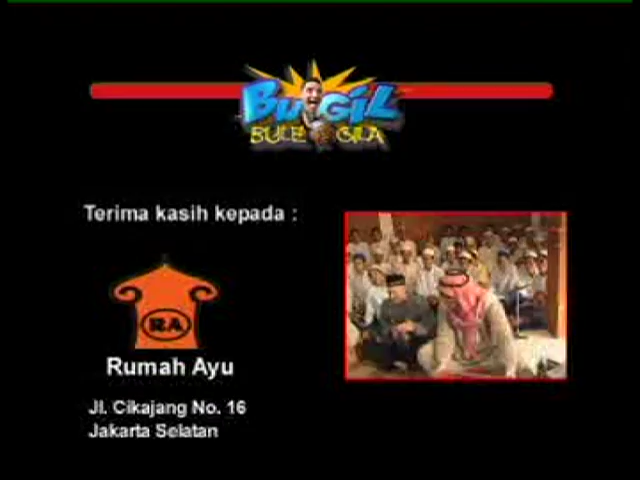 BUGIL
BULE GILA
Terima kasih kepada :
RA
Rumah Ayu
Jl. Cikajang No. 16
Jakarta Selatan